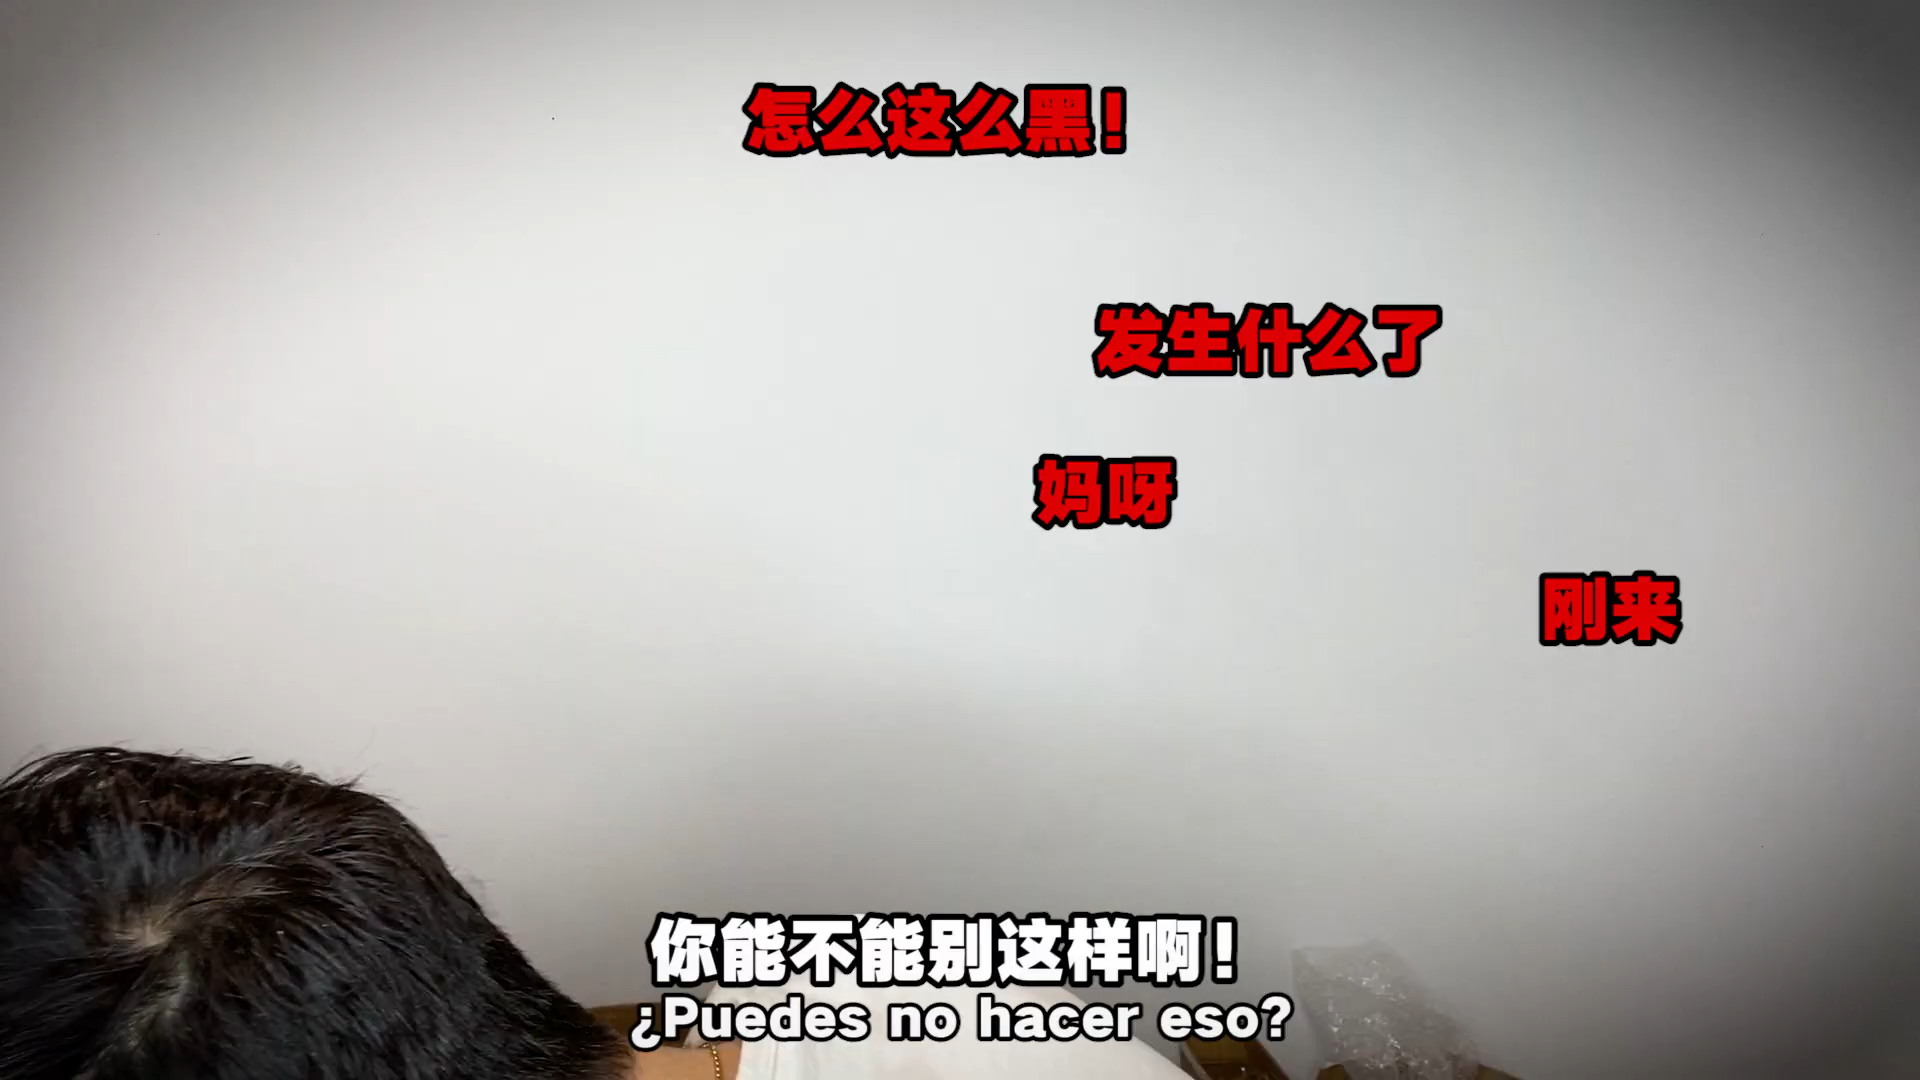 怎么这么黑！
发生什么了
妈呀
刚来
你能不能别这样啊！
¿Puedes no hacer eso?